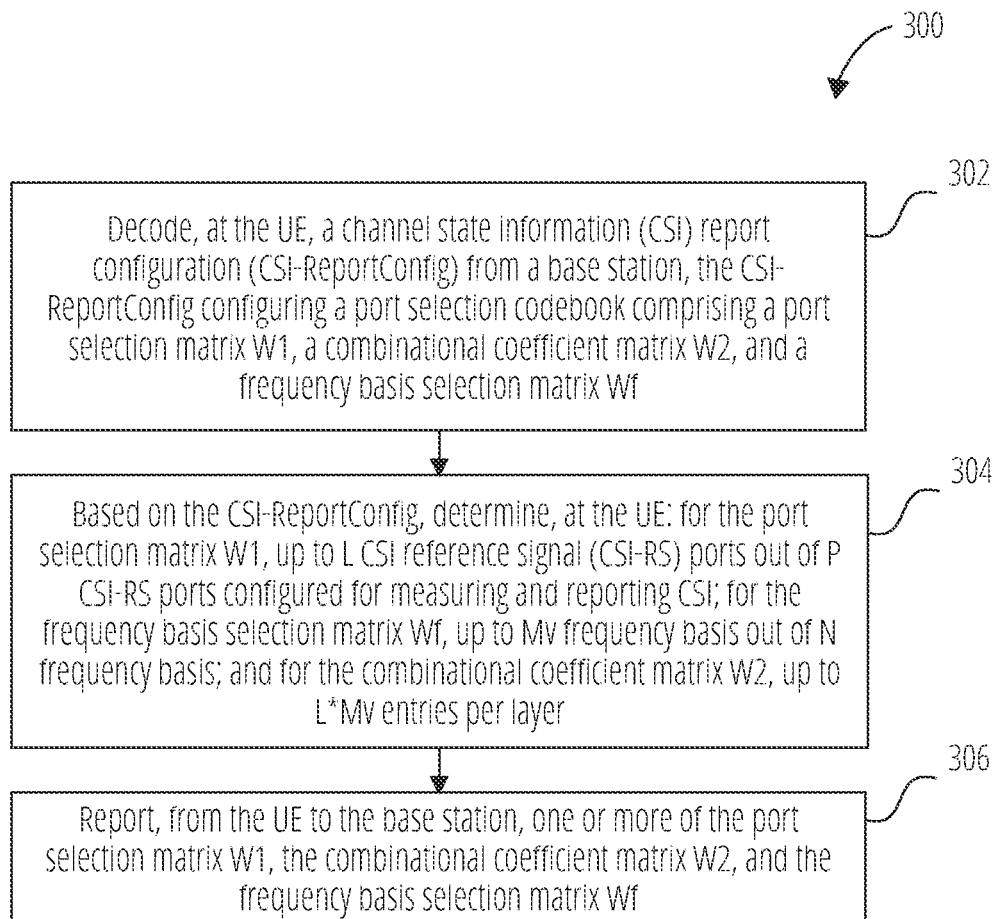 300
302
Decode, at the UE, a channel state information (CSI) report
configuration (CSI-ReportConfig) from a base station, the CSI-
ReportConfig configuring a port selection codebook comprising a port
selection matrix W1, a combinational coefficient matrix W2, and a
frequency basis selection matrix Wf
304
Based on the CSI-ReportConfig, determine, at the UE: for the port
selection matrix W1, up to L CSI reference signal (CSI-RS) ports out of P
CSI-RS ports configured for measuring and reporting CSI; for the
frequency basis selection matrix Wf, up to Mv frequency basis out of N
frequency basis; and for the combinational coefficient matrix W2, up to
L*Mv entries per layer
306
Report, from the UE to the base station, one or more of the port
selection matrix W1, the combinational coefficient matrix W2, and the
frequency basis selection matrix Wf